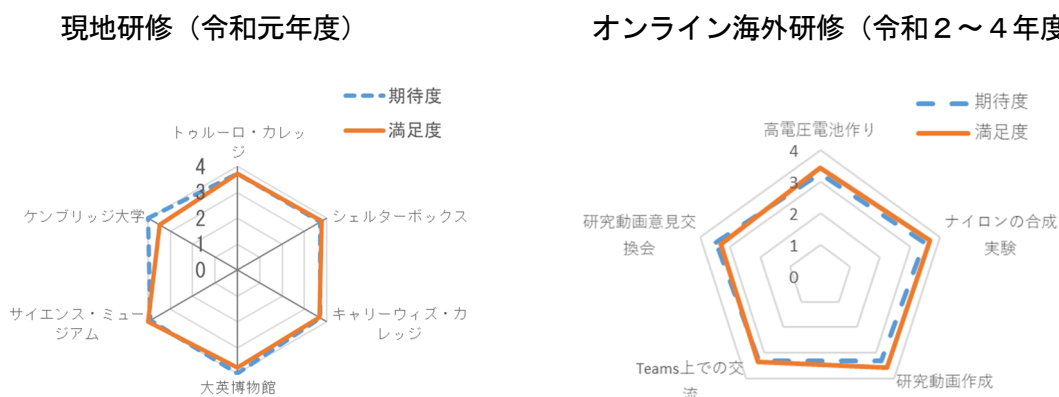 現地研修（令和元年度）
オンライン海外研修（令和２～４年度
期待度
満足度
トゥルーロ・カレッ
ジ
シェルターボックス
キャリーウィズ・カ
レッジ
大英博物館
サイエンス・ミュー
ジアム
ケンブリッジ大学
4
3
2
1
0
期待度
満足度
高電圧電池作り
ナイロンの合成
実験
研究動画作成
Teams上での交
流
研究動画意見交
換会
4
3
2
1
0